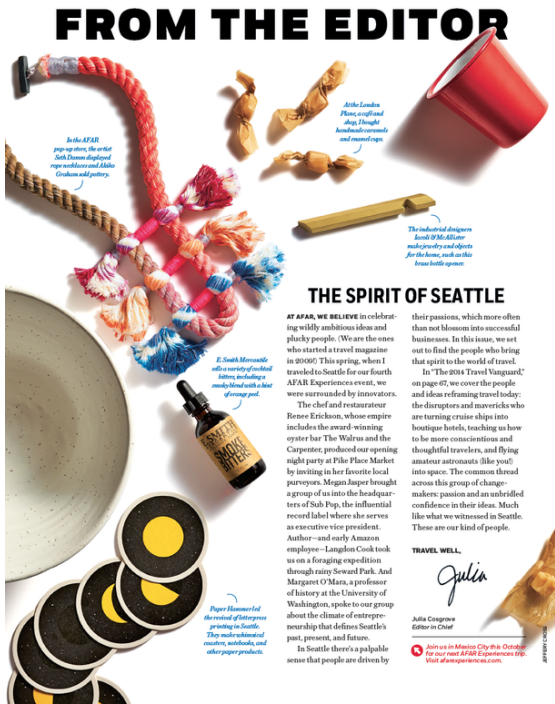 FROM THE EDITOR
In the AFAR
pop-up store, the artist
Seth Damm displayed
rope necklaces and Akiko
Graham sold pottery.
At the London
Plane, a café and
shop, I bought
handmade caramels
and enamel cups.
The industrial designers
Iacoli & McAllister
make jewelry and objects
for the home, such as this
brass bottle opener.
E. Smith Mercantile
sells a variety of cocktail
bitters, including a
smoky blend with a hint
of orange peel.
E. SMITH
SMOKE
BITTERS
Paper Hammer led
the revival of letterpress
printing in Seattle.
They make whimsical
coasters, notebooks, and
other paper products.
THE SPIRIT OF SEATTLE
AT AFAR, WE BELIEVE in celebrat-
ing wildly ambitious ideas and
plucky people. (We are the ones
who started a travel magazine
in 2009!) This spring, when I
traveled to Seattle for our fourth
AFAR Experiences event, we
were surrounded by innovators.
The chef and restaurateur
Renee Erickson, whose empire
includes the award-winning
oyster bar The Walrus and the
Carpenter, produced our opening
night party at Pike Place Market
by inviting in her favorite local
purveyors. Megan Jasper brought
a group of us into the headquar-
ters of Sub Pop, the influential
record label where she serves
as executive vice president.
Author—and early Amazon
employee—Langdon Cook took
us on a foraging expedition
through rainy Seward Park. And
Margaret O'Mara, a professor
of history at the University of
Washington, spoke to our group
about the climate of entrepre-
neurship that defines Seattle's
past, present, and future.
In Seattle there's a palpable
sense that people are driven by
their passions, which more often
than not blossom into successful
businesses. In this issue, we set
out to find the people who bring
that spirit to the world of travel.
In "The 2014 Travel Vanguard,"
on page 67, we cover the people
and ideas reframing travel today:
the disruptors and mavericks who
are turning cruise ships into
boutique hotels, teaching us how
to be more conscientious and
thoughtful travelers, and flying
amateur astronauts (like you!)
into space. The common thread
across this group of change-
makers: passion and an unbridled
confidence in their ideas. Much
like what we witnessed in Seattle.
These are our kind of people.
TRAVEL WELL,
Julia
Julia Cosgrove
Editor in Chief
Join us in Mexico City this October
for our next AFAR Experiences trip.
Visit afarexperiences.com.
JEFFERY CROSS